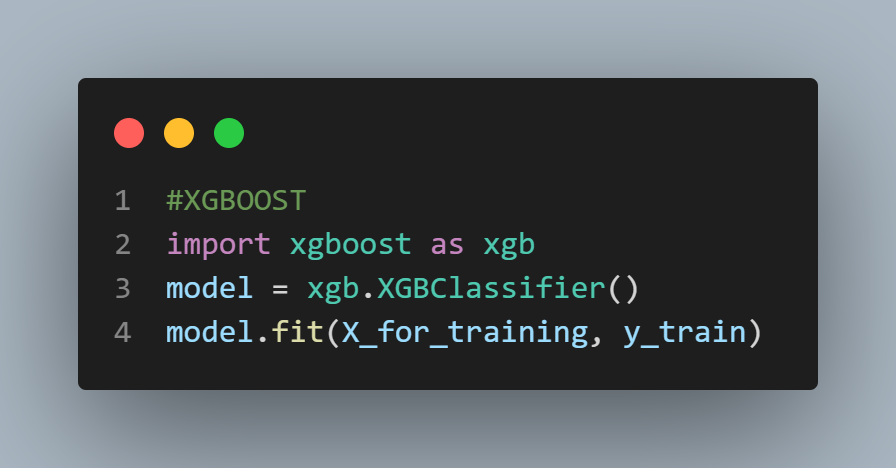 1 #XGBOOST
2 import xgboost as xgb
3 model = xgb.XGBClassifier()
4 model.fit(X_for_training, y_train)